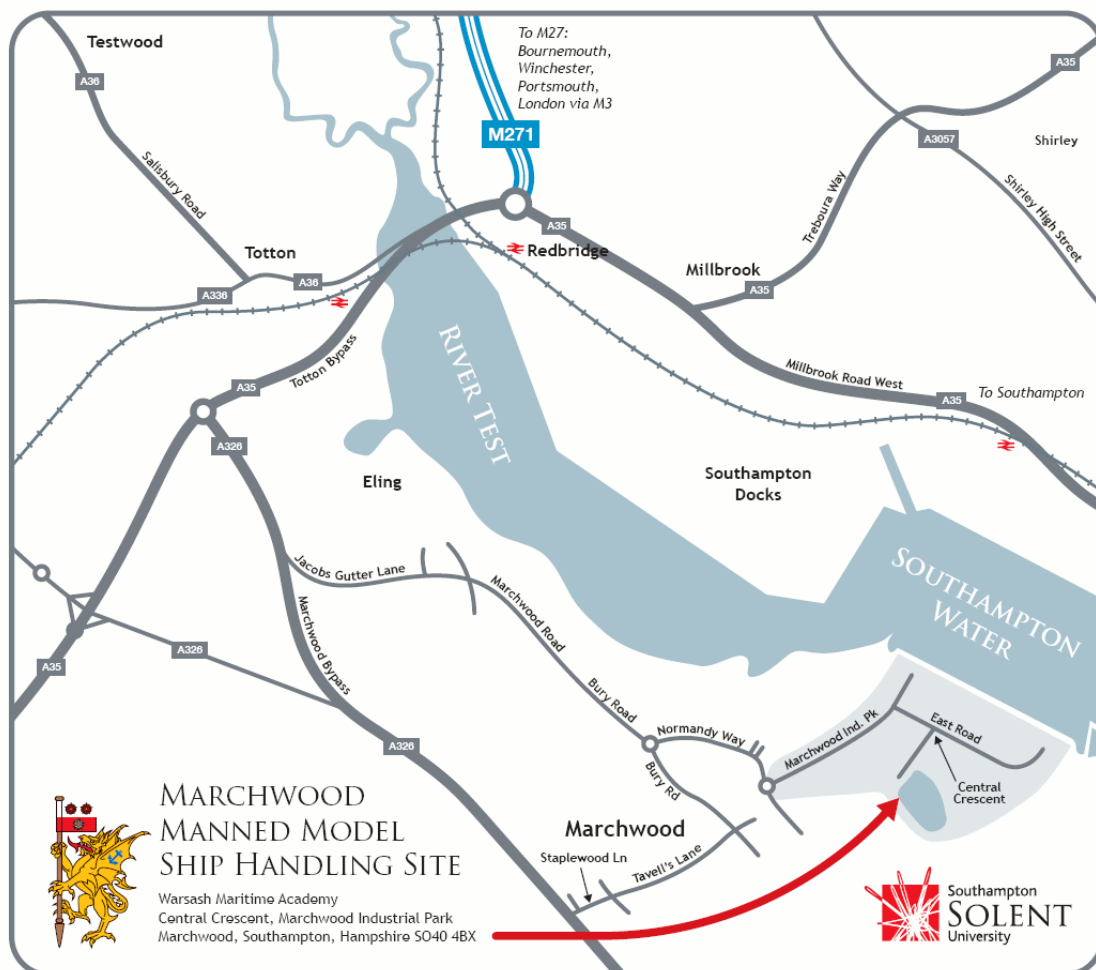 Testwood
A36
Salisbury Road
To M27:
Bournemouth,
Winchester,
Portsmouth,
London via M3
M271
A35
A3057
Shirley
Treboura Way
Shirley High Street
Totton
A336
A36
A35
Redbridge
Millbrook
A35
RIVER TEST
Totton Bypass
A35
Millbrook Road West
A35
To Southampton
A326
Eling
Southampton
Docks
SOUTHAMPTON
WATER
Jacobs Gutter Lane
Marchwood Road
Marchwood Bypass
A326
A35
A326
Bury Road
Normandy Way
Bury Rd
Marchwood Ind. Pk
East Road
Central
Crescent
Marchwood
Staplewood Ln
Tavell's Lane
MARCHWOOD
MANNED MODEL
SHIP HANDLING SITE
Warsash Maritime Academy
Central Crescent, Marchwood Industrial Park
Marchwood, Southampton, Hampshire SO40 4BX
Southampton
SOLENT
University